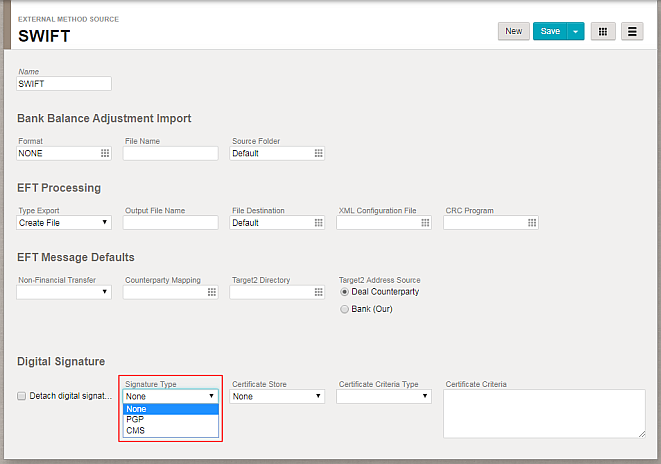 EXTERNAL METHOD SOURCE
SWIFT
New
Save
Name
SWIFT
Bank Balance Adjustment Import
Format
File Name
Source Folder
NONE
Default
EFT Processing
Type Export
Output File Name
File Destination
XML Configuration File
CRC Program
Create File
Default
EFT Message Defaults
Non-Financial Transfer
Counterparty Mapping
Target2 Directory
Target2 Address Source
Deal Counterparty
Bank (Our)
Digital Signature
Signature Type
Certificate Store
Certificate Criteria Type
Certificate Criteria
Detach digital signat...
None
None
None
PGP
CMS